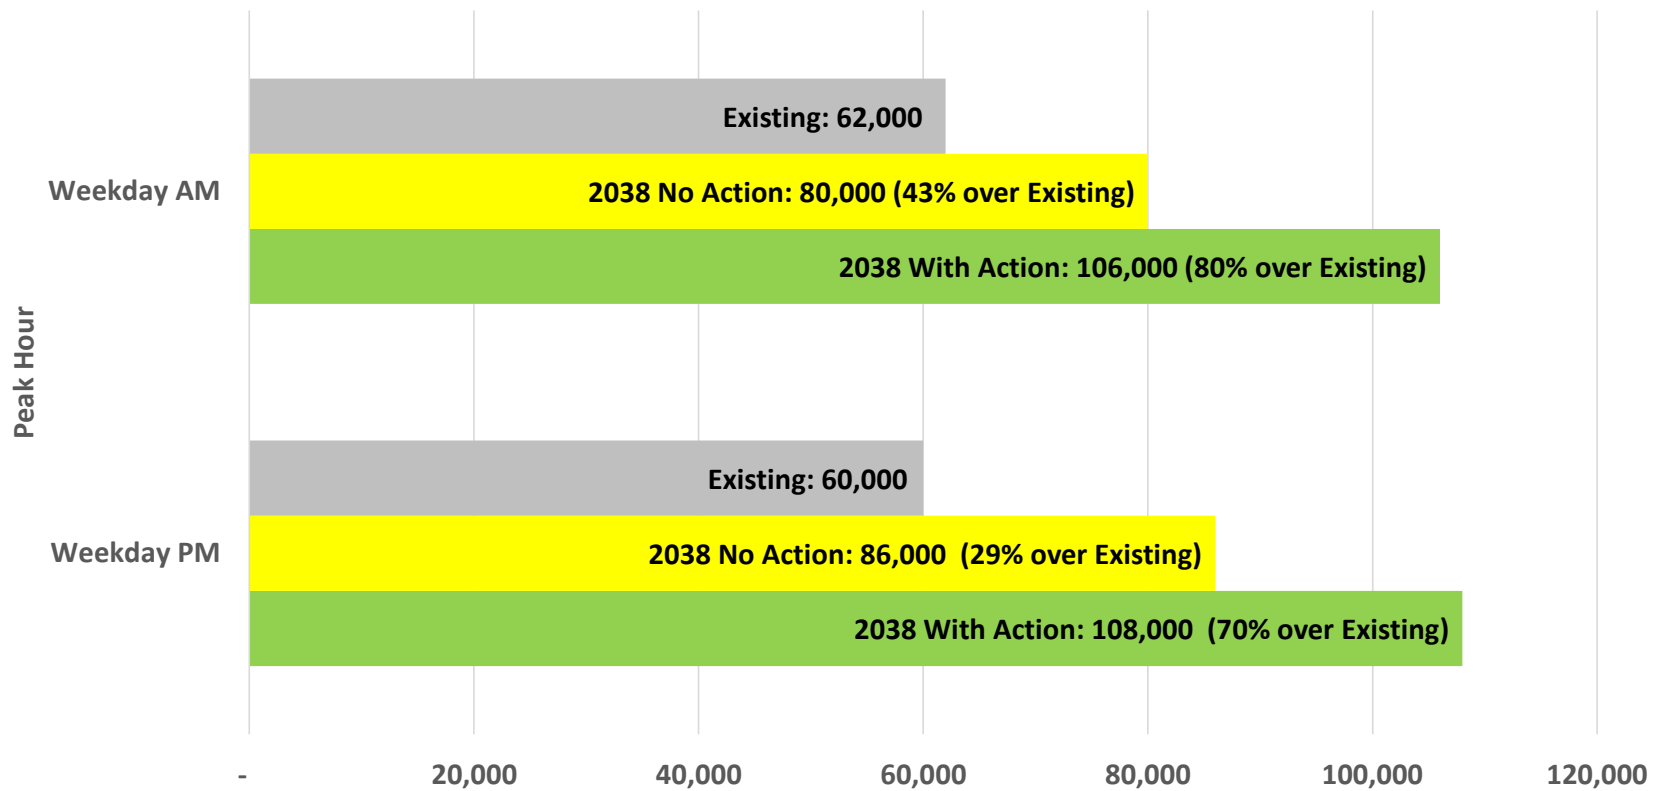 Existing: 62,000
Weekday AM
2038 No Action: 80,000 (43% over Existing)
2038 With Action: 106,000 (80% over Existing)
Peak Hour
Existing: 60,000
Weekday PM
2038 No Action: 86,000  (29% over Existing)
2038 With Action: 108,000  (70% over Existing)
- 20,000 40,000 60,000 80,000 100,000 120,000